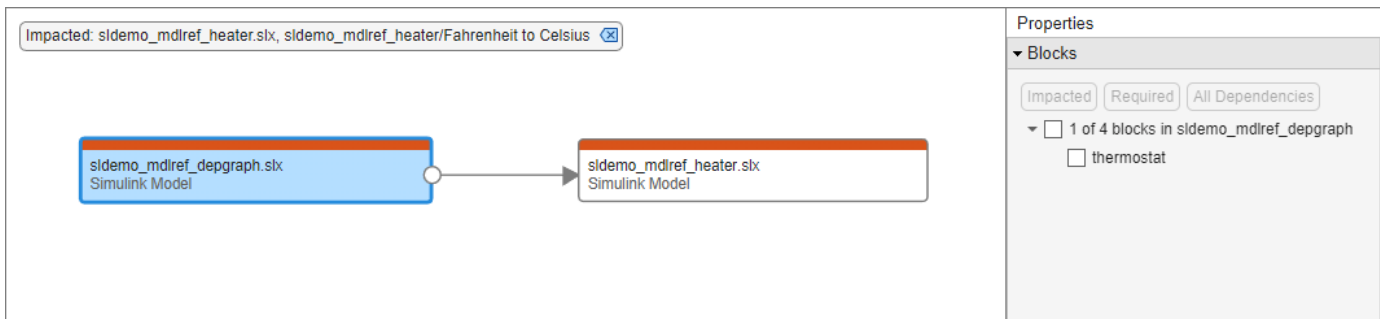 Impacted: sldemo_mdlref_heater.slx, sldemo_mdlref_heater/Fahrenheit to Celsius
sldemo_mdlref_depgraph.slx
Simulink Model
sldemo_mdlref_heater.slx
Simulink Model
Properties
Blocks
Impacted Required All Dependencies
1 of 4 blocks in sldemo_mdlref_depgraph
thermostat